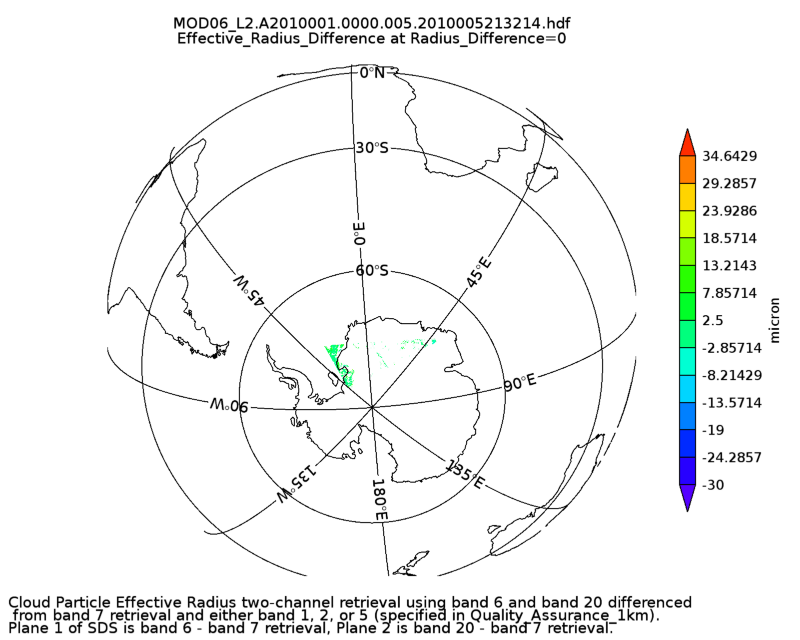 MOD06_L2.A2010001.0000.005.2010005213214.hdf
Effective_Radius_Difference at Radius_Difference=0
0°N
30°S
0°E
60°S
45°W
45°E
90°E
90°W
135°W
180°E
135°E
34.6429
29.2857
23.9286
18.5714
13.2143
7.85714
2.5
-2.85714
-8.21429
-13.5714
-19
-24.2857
-30
micron
Cloud Particle Effective Radius two-channel retrieval using band 6 and band 20 differenced
from band 7 retrieval and either band 1, 2, or 5 (specified in Quality_Assurance_1km).
Plane 1 of SDS is band 6 - band 7 retrieval, Plane 2 is band 20 - band 7 retrieval.